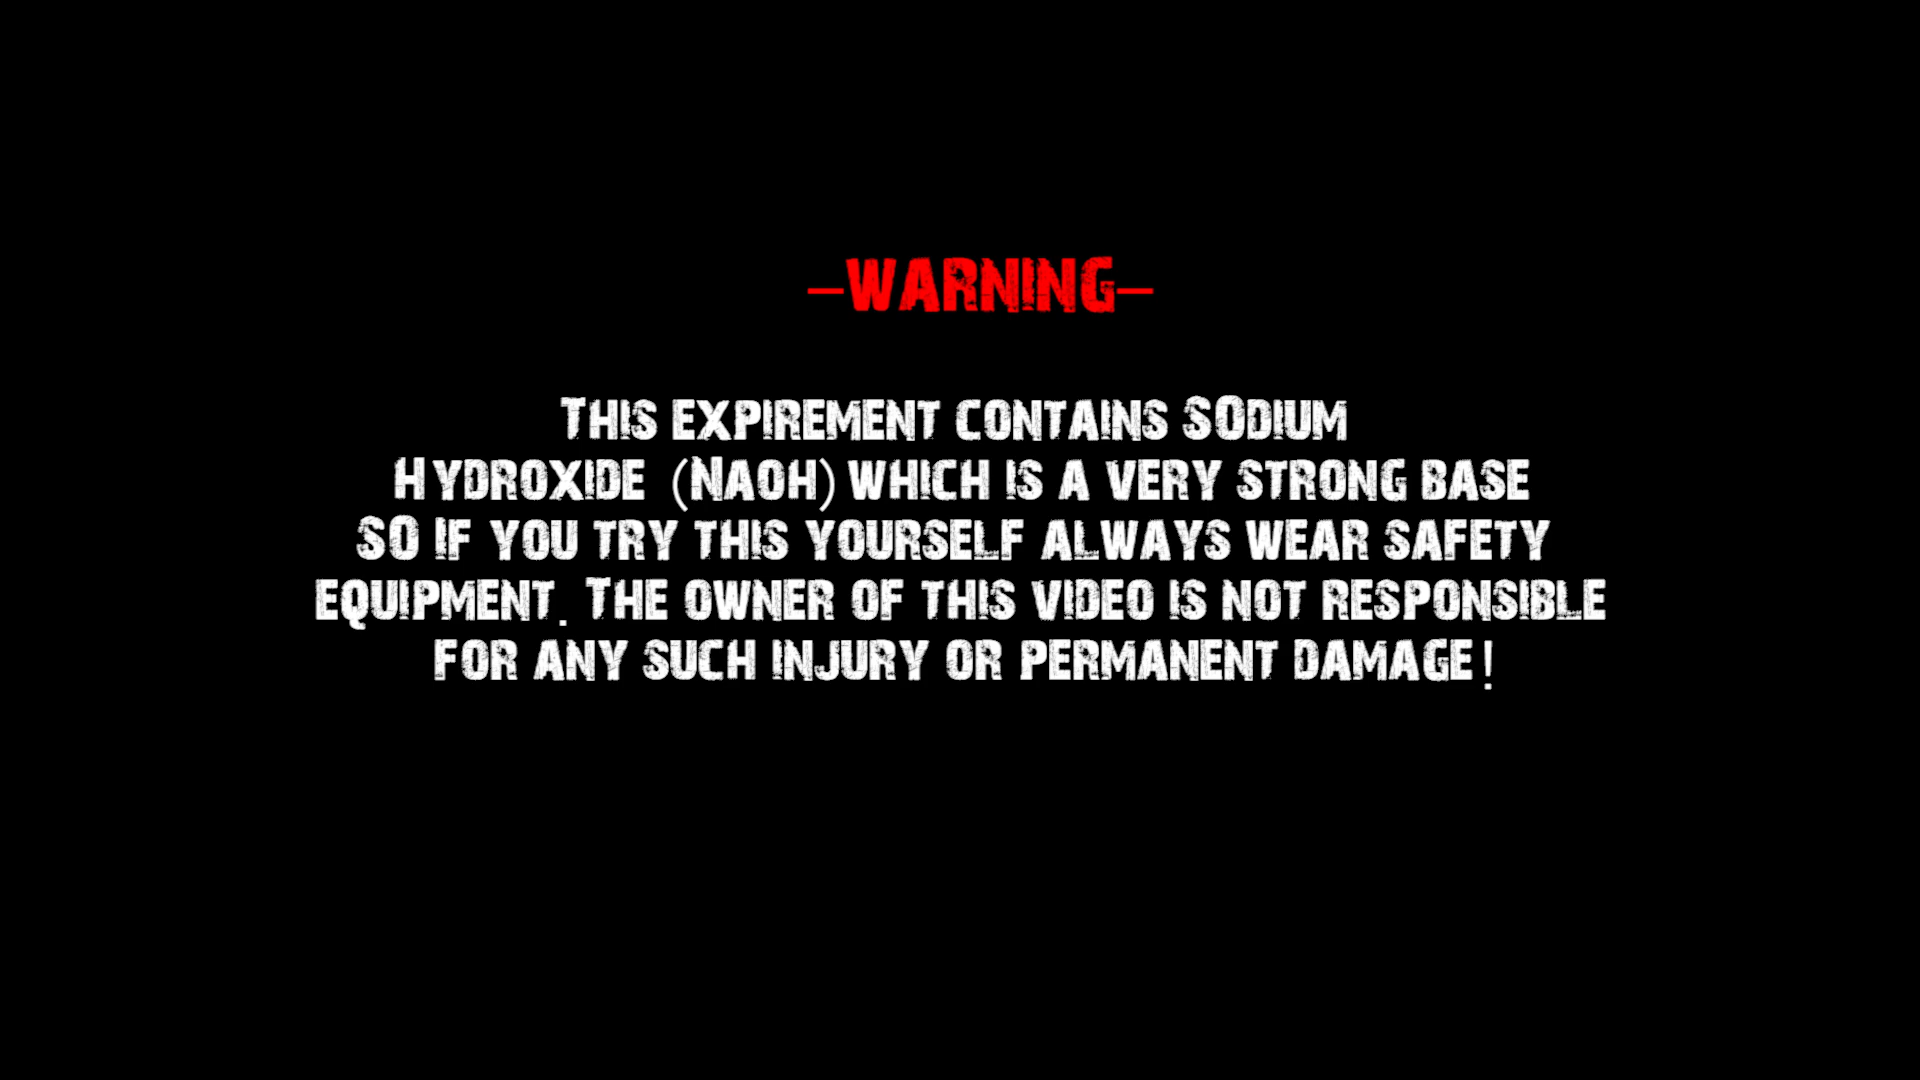 -WARNING-
This expirement contains SOdium
Hydroxide (Naoh) which is a very strong base
SO If you try this yourself always wear safety
equipment. The owner of this video is not responsible
for any such injury or permanent damage!